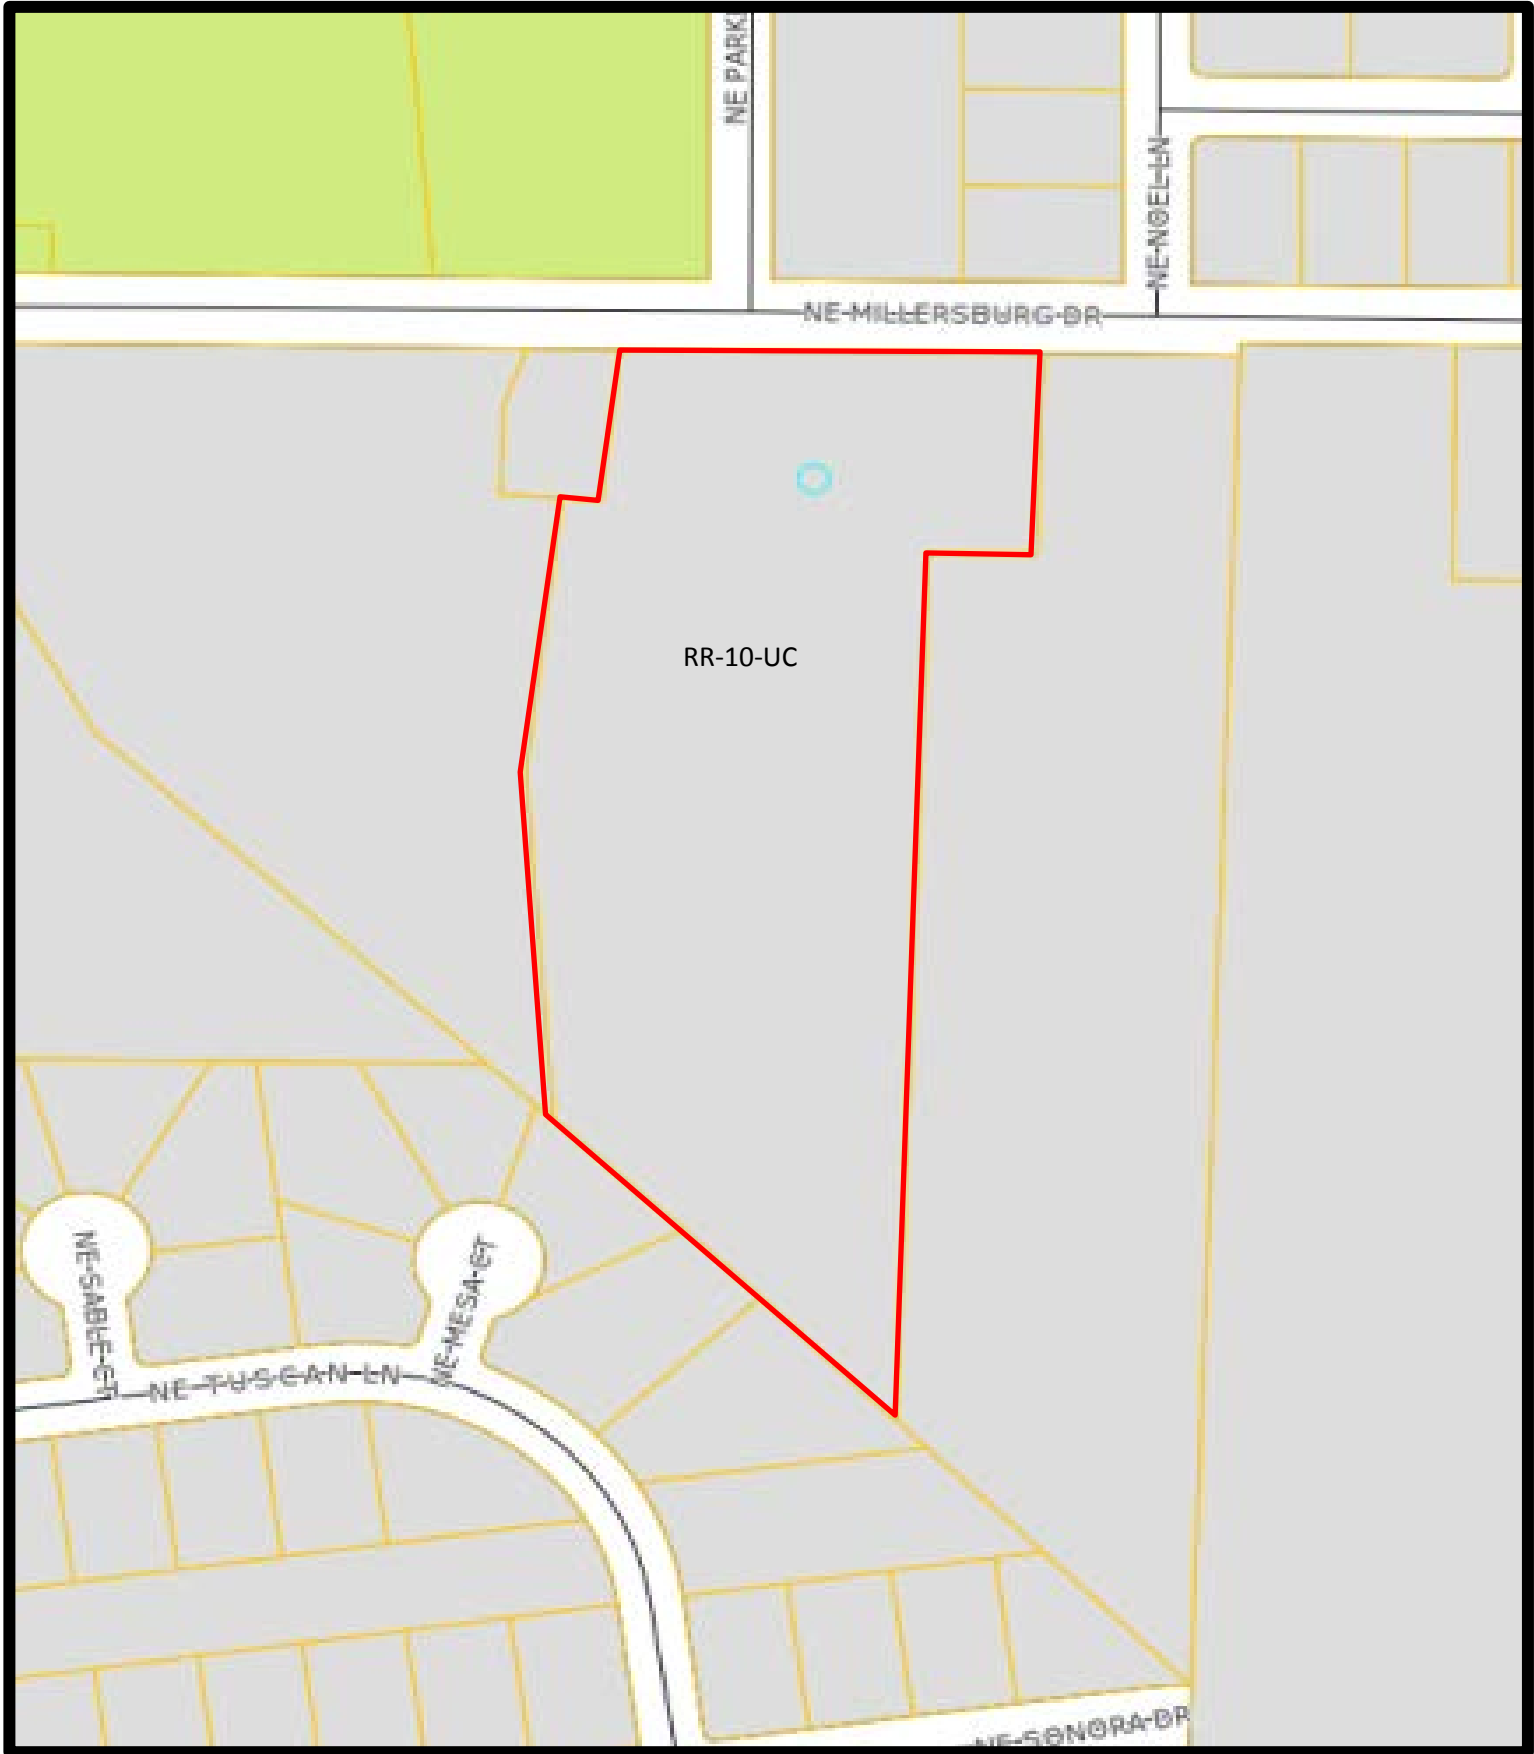 NE PARK
NE NOEL LN
NE MILLERSBURG DR
RR-10-UC
NE SABLE CT
NE MESA CT
NE TUSCAN LN
NE SONORA DR